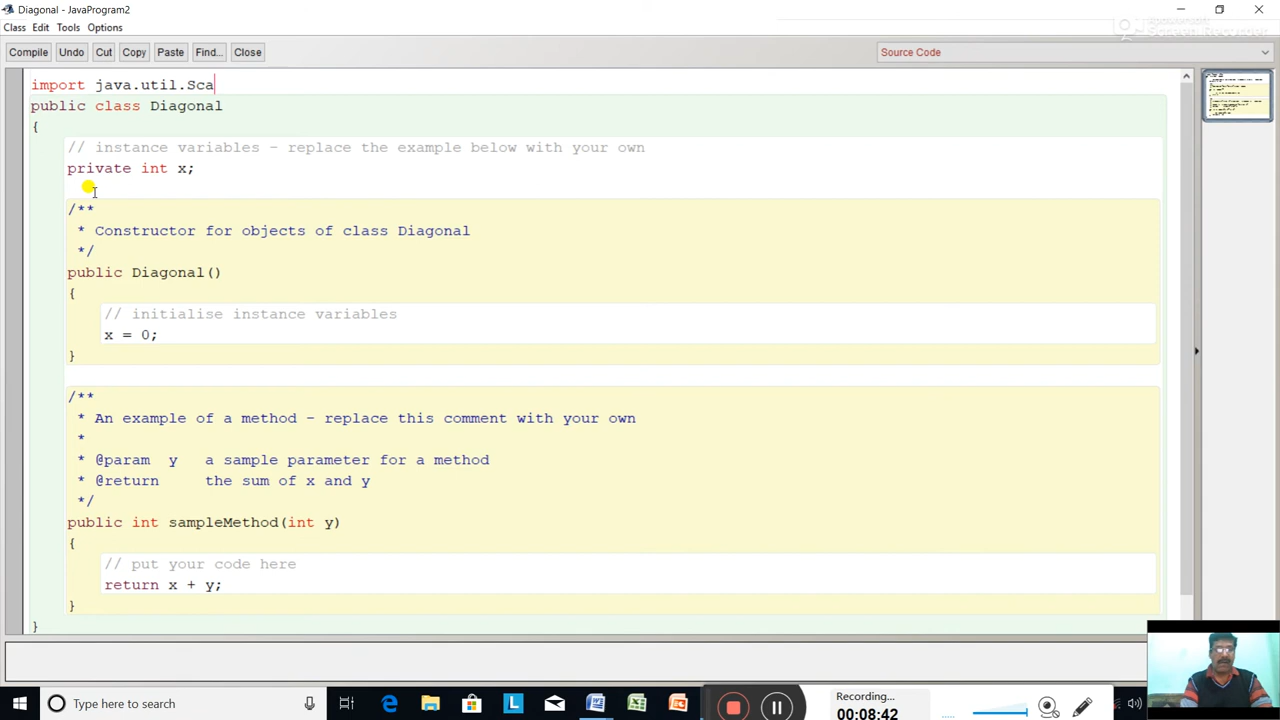 Diagonal - JavaProgram2
Class Edit Tools Options
Apowersoft
Screen Recorder
Compile Undo Cut Copy Paste Find... Close Source Code
import java.util.Sca
public class Diagonal
{
// instance variables - replace the example below with your own
private int x;
/**
* Constructor for objects of class Diagonal
*/
public Diagonal()
{
// initialise instance variables
x = 0;
}
/**
* An example of a method - replace this comment with your own
*
* @param y a sample parameter for a method
* @return the sum of x and y
*/
public int sampleMethod(int y)
{
// put your code here
return x + y;
}
}
Type here to search
Recording...
00:08:42